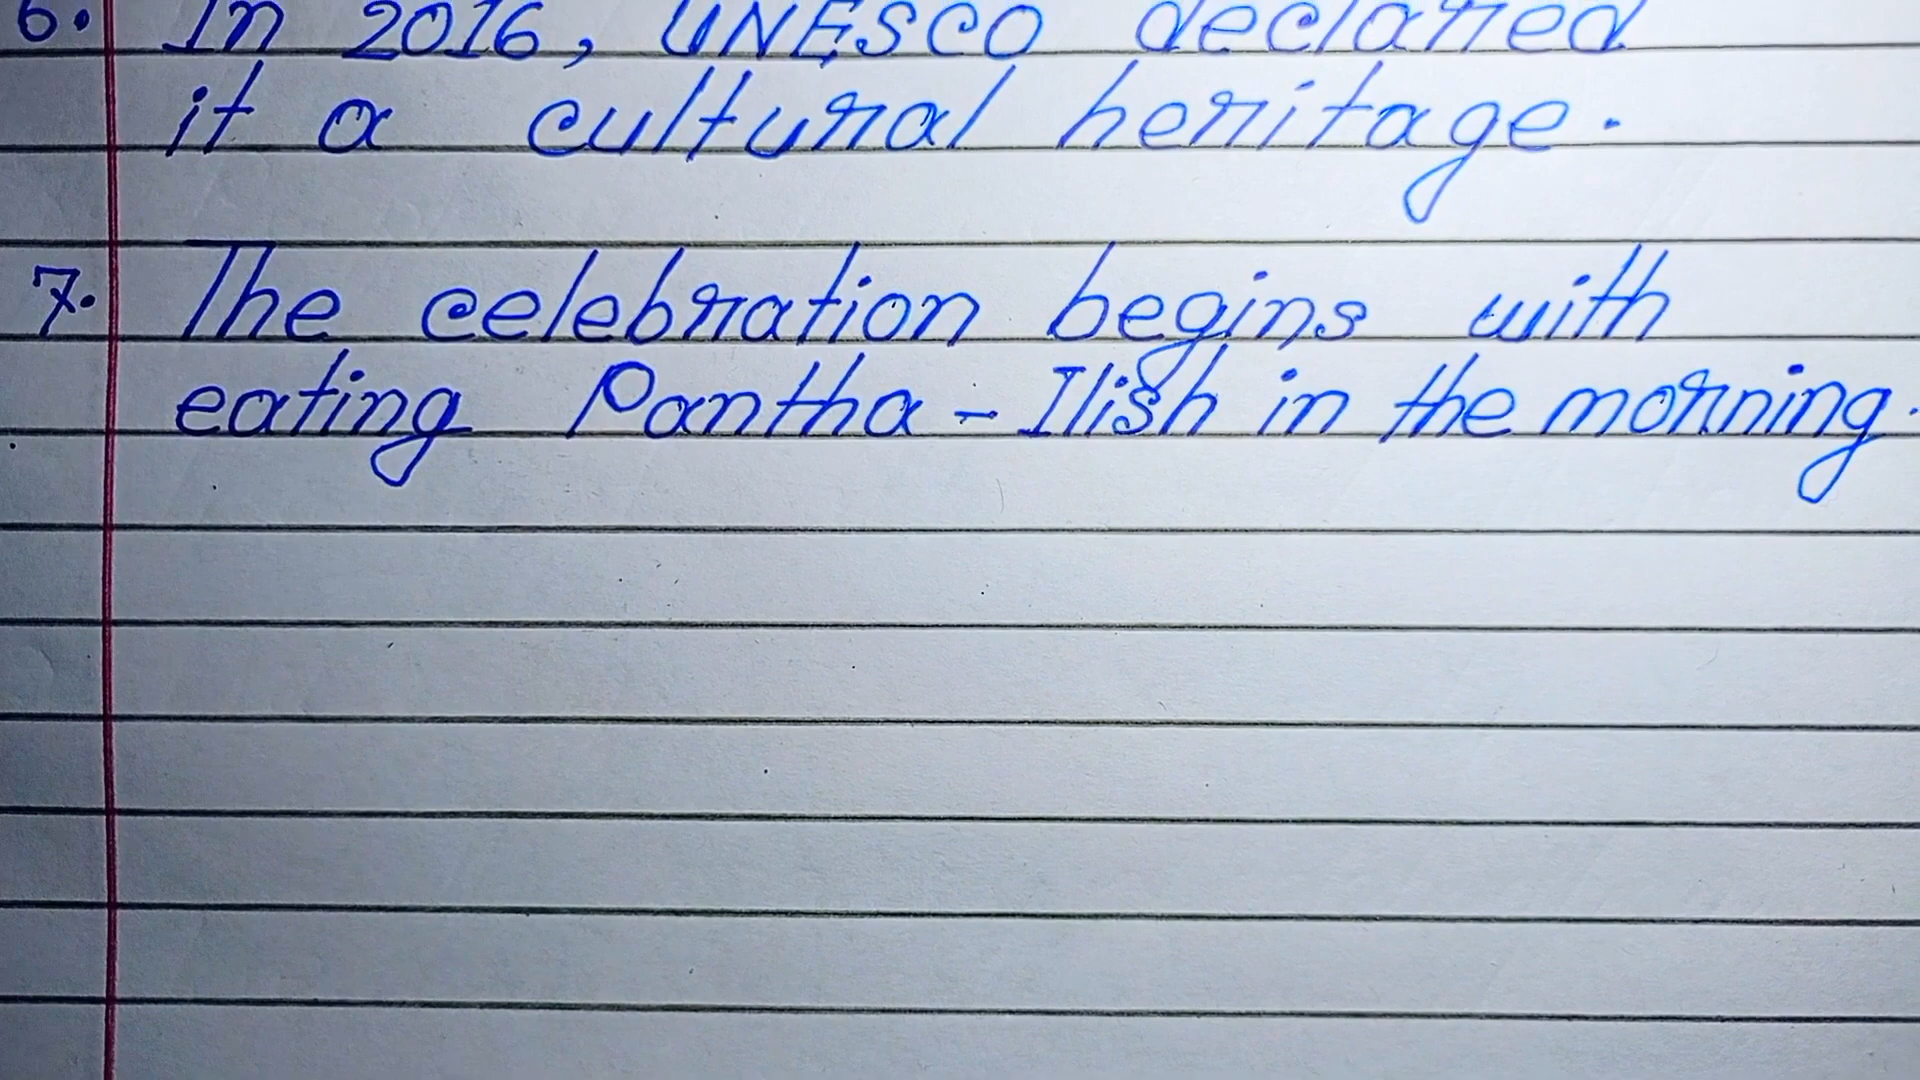 6. In 2016, UNESCO declared
it a cultural heritage.
7. The celebration begins with
eating Pantha - Ilish in the morning.